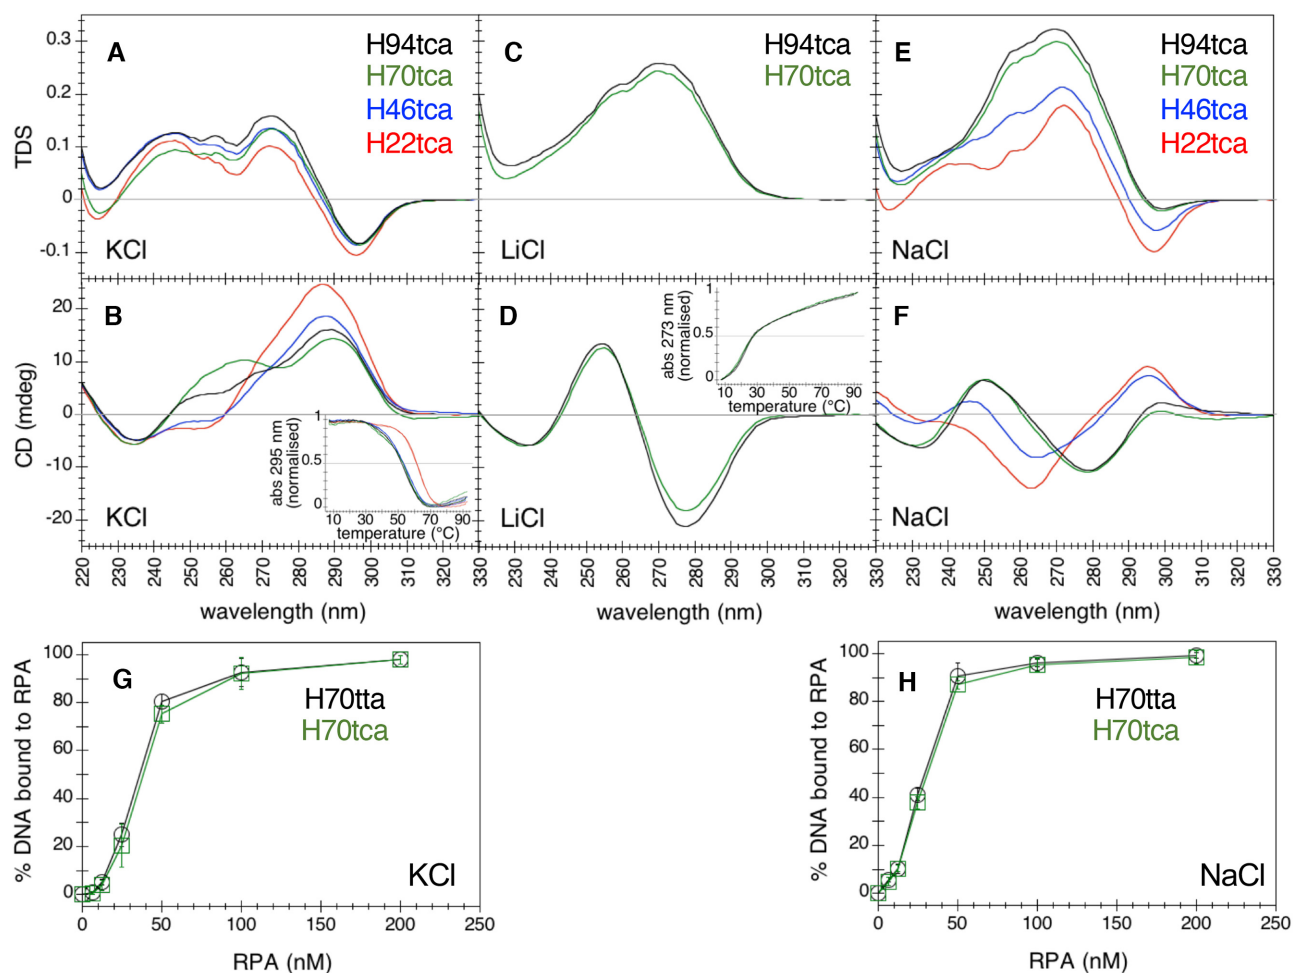 A
H94tca
H70tca
H46tca
H22tca
KCl
TDS
0.3
0.2
0.1
0
-0.1
C
H94tca
H70tca
LiCl
E
H94tca
H70tca
H46tca
H22tca
NaCl
B
KCl
CD (mdeg)
20
10
0
-10
-20
abs 295 nm
(normalised)
1
0.5
0
10 30 50 70 90
temperature (°C)
D
LiCl
abs 273 nm
(normalised)
1
0.5
0
10 30 50 70 90
temperature (°C)
F
NaCl
220 230 240 250 260 270 280 290 300 310 320 330
230 240 250 260 270 280 290 300 310 320 330
230 240 250 260 270 280 290 300 310 320 330
wavelength (nm)
wavelength (nm)
wavelength (nm)
G
H70tta
H70tca
KCl
% DNA bound to RPA
100
80
60
40
20
0
0 50 100 150 200 250
RPA (nM)
H
H70tta
H70tca
NaCl
% DNA bound to RPA
100
80
60
40
20
0
0 50 100 150 200 250
RPA (nM)